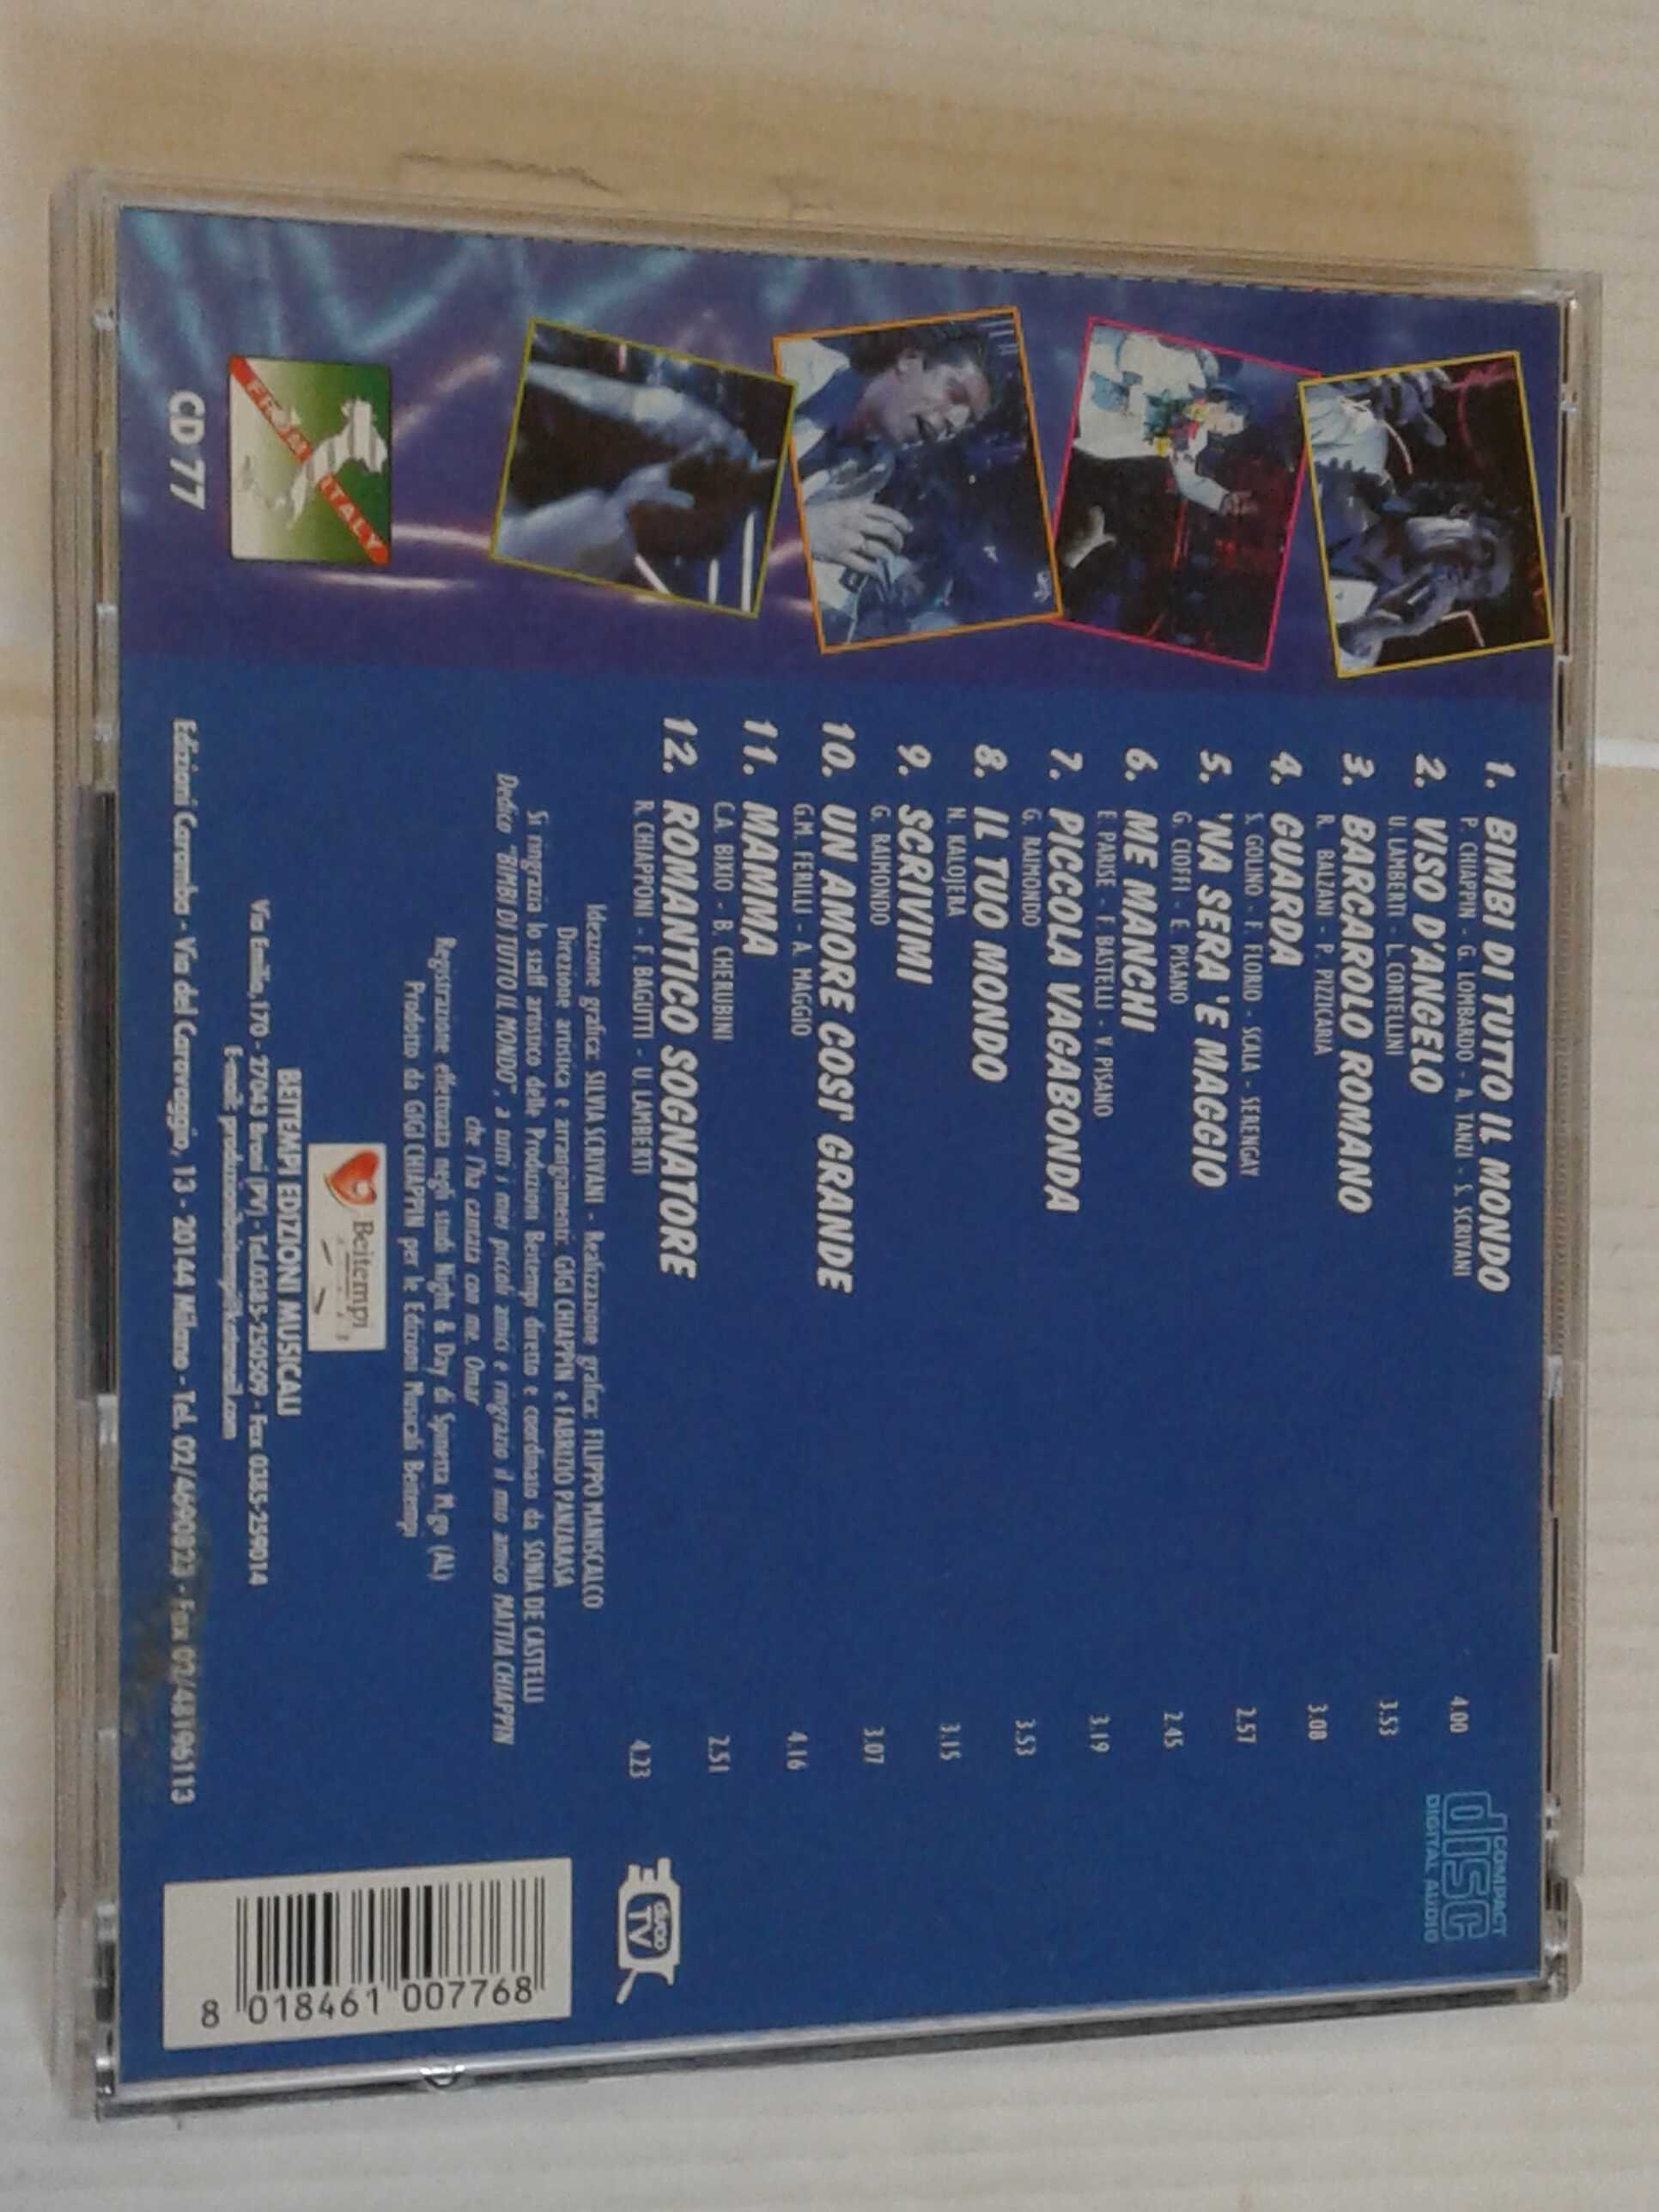 COMPACT
disc
DIGITAL AUDIO
1. BIMBI DI TUTTO IL MONDO 4.00
P. CHIAPPIN - G. LOMBARDO - A. TANZI - S. SCRIVANI
2. VISO D'ANGELO 3.53
U. LAMBERTI - L. CORTELLINI
3. BARCAROLO ROMANO 3.08
R. BALZANI - P. PIZZICARIA
4. GUARDA 2.57
S. GOLINO - F. FLORIO - SCALA - SERENGAY
5. 'NA SERA 'E MAGGIO 2.45
G. CIOFFI - E. PISANO
6. ME MANCHI 3.19
E. PARISE - F. BASTELLI - V. PISANO
7. PICCOLA VAGABONDA 3.53
G. RAIMONDO
8. IL TUO MONDO 3.15
N. KALOJERA
9. SCRIVIMI 3.07
G. RAIMONDO
10. UN AMORE COSI' GRANDE 4.16
G.M. FERILLI - A. MAGGIO
11. MAMMA 2.51
C.A. BIXIO - B. CHERUBINI
12. ROMANTICO SOGNATORE 4.23
R. CHIAPPONI - F. BAGUTTI - U. LAMBERTI
Ideazione grafica: SILVIA SCRIVANI - Realizzazione grafica: FILIPPO MANISCALCO
Direzione artistica e arrangiamenti: GIGI CHIAPPIN e FABRIZIO PANZARASA
Si ringrazia lo staff artistico delle Produzioni Beitempi diretto e coordinato da SONIA DE CASTELLI
Dedico "BIMBI DI TUTTO IL MONDO", a tutti i miei piccoli amici e ringrazio il mio amico MATTIA CHIAPPIN
che l'ha cantata con me. Omar
Registrazione effettuata negli studi Night & Day di Spinetta M.go (AL)
Prodotto da GIGI CHIAPPIN per le Edizioni Musicali Beitempi
Beitempi
BEITEMPI EDIZIONI MUSICALI
Via Emilia, 170 - 27043 Broni (PV) - Tel.0385-250509 - Fax 0385-259014
Edizioni Caramba - Via del Caravaggio, 13 - 20144 Milano - Tel. 02/4690823 - Fax 02/48196113
FROM ITALY
CD 77
duck
TV
8 018461 007768